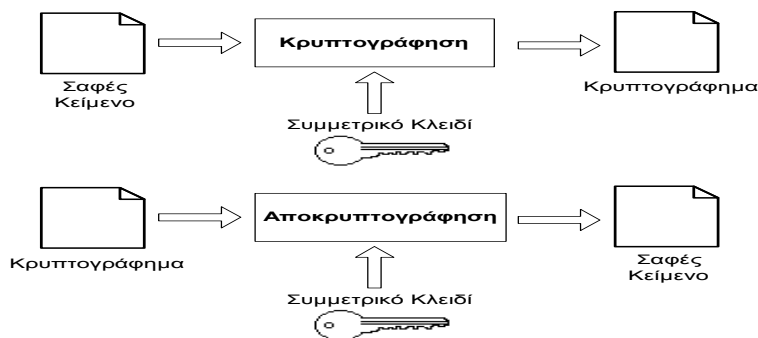 Κρυπτογράφηση
Σαφές
Κείμενο
Κρυπτογράφημα
Συμμετρικό Κλειδί
Αποκρυπτογράφηση
Κρυπτογράφημα
Σαφές
Κείμενο
Συμμετρικό Κλειδί